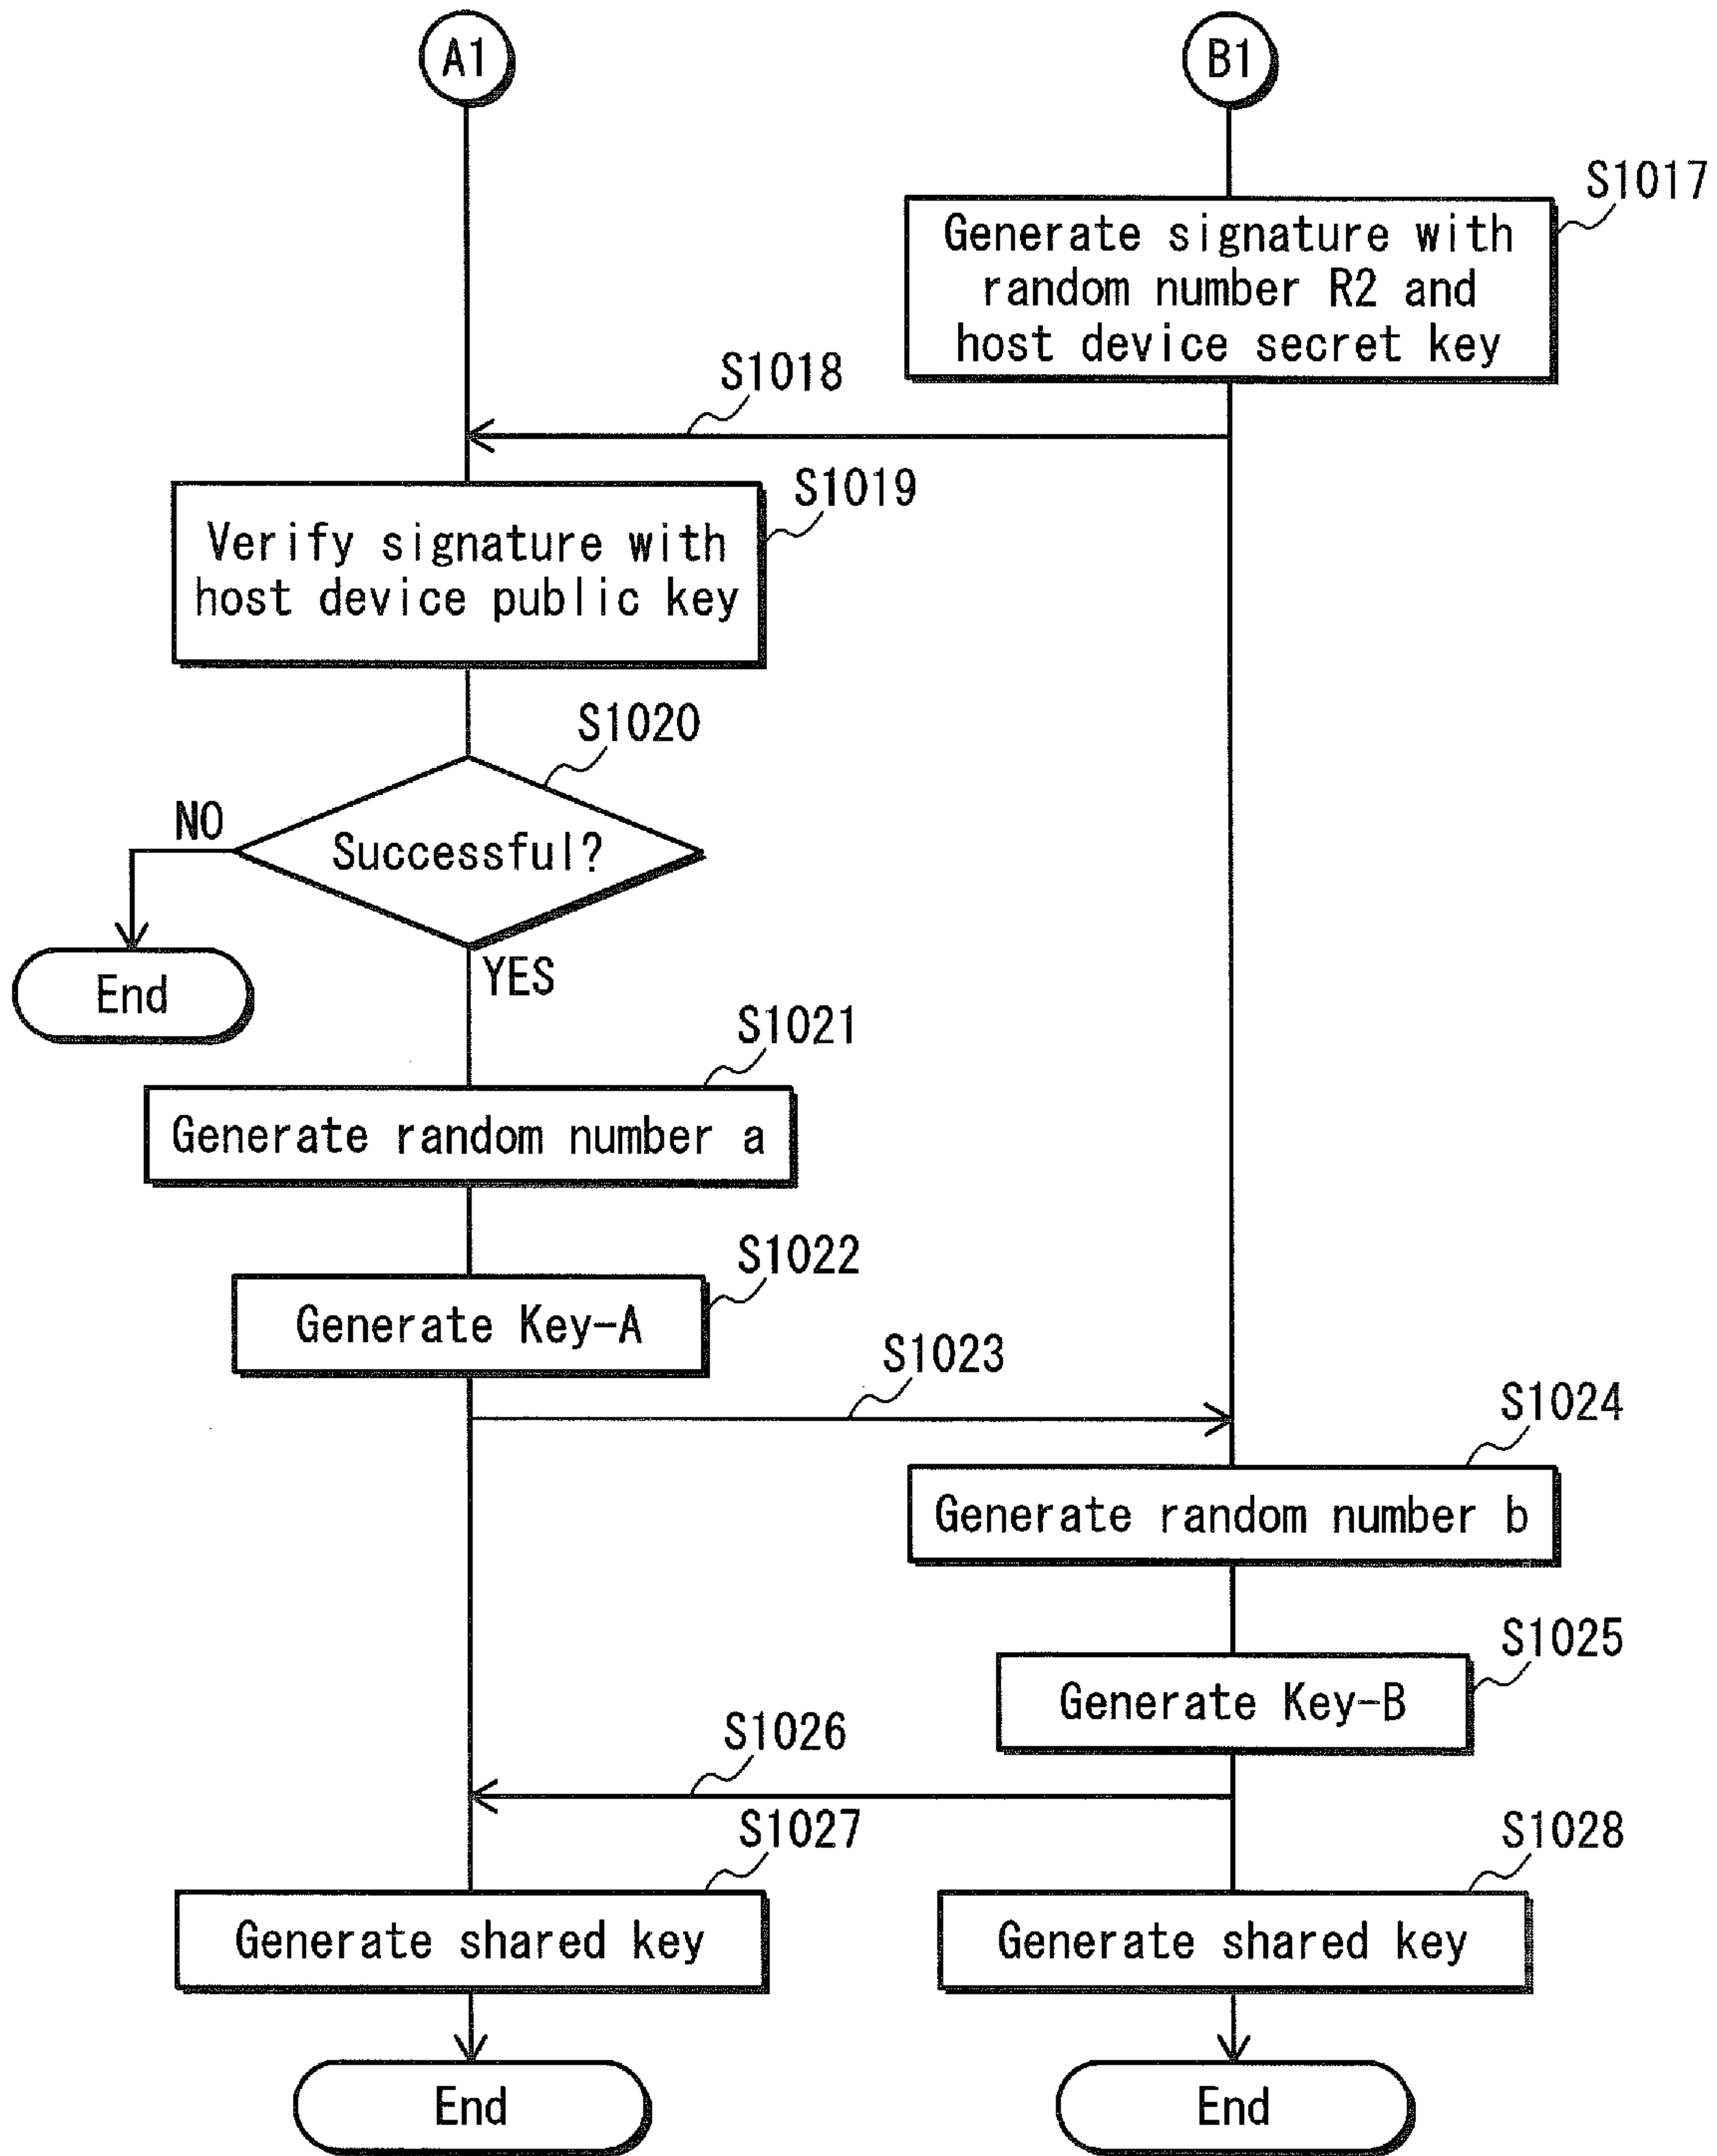 A1
B1
S1017
Generate signature with
random number R2 and
host device secret key
S1018
S1019
Verify signature with
host device public key
S1020
NO
Successful?
End
YES
S1021
Generate random number a
S1022
Generate Key-A
S1023
S1024
Generate random number b
S1025
Generate Key-B
S1026
S1027
S1028
Generate shared key
Generate shared key
End
End